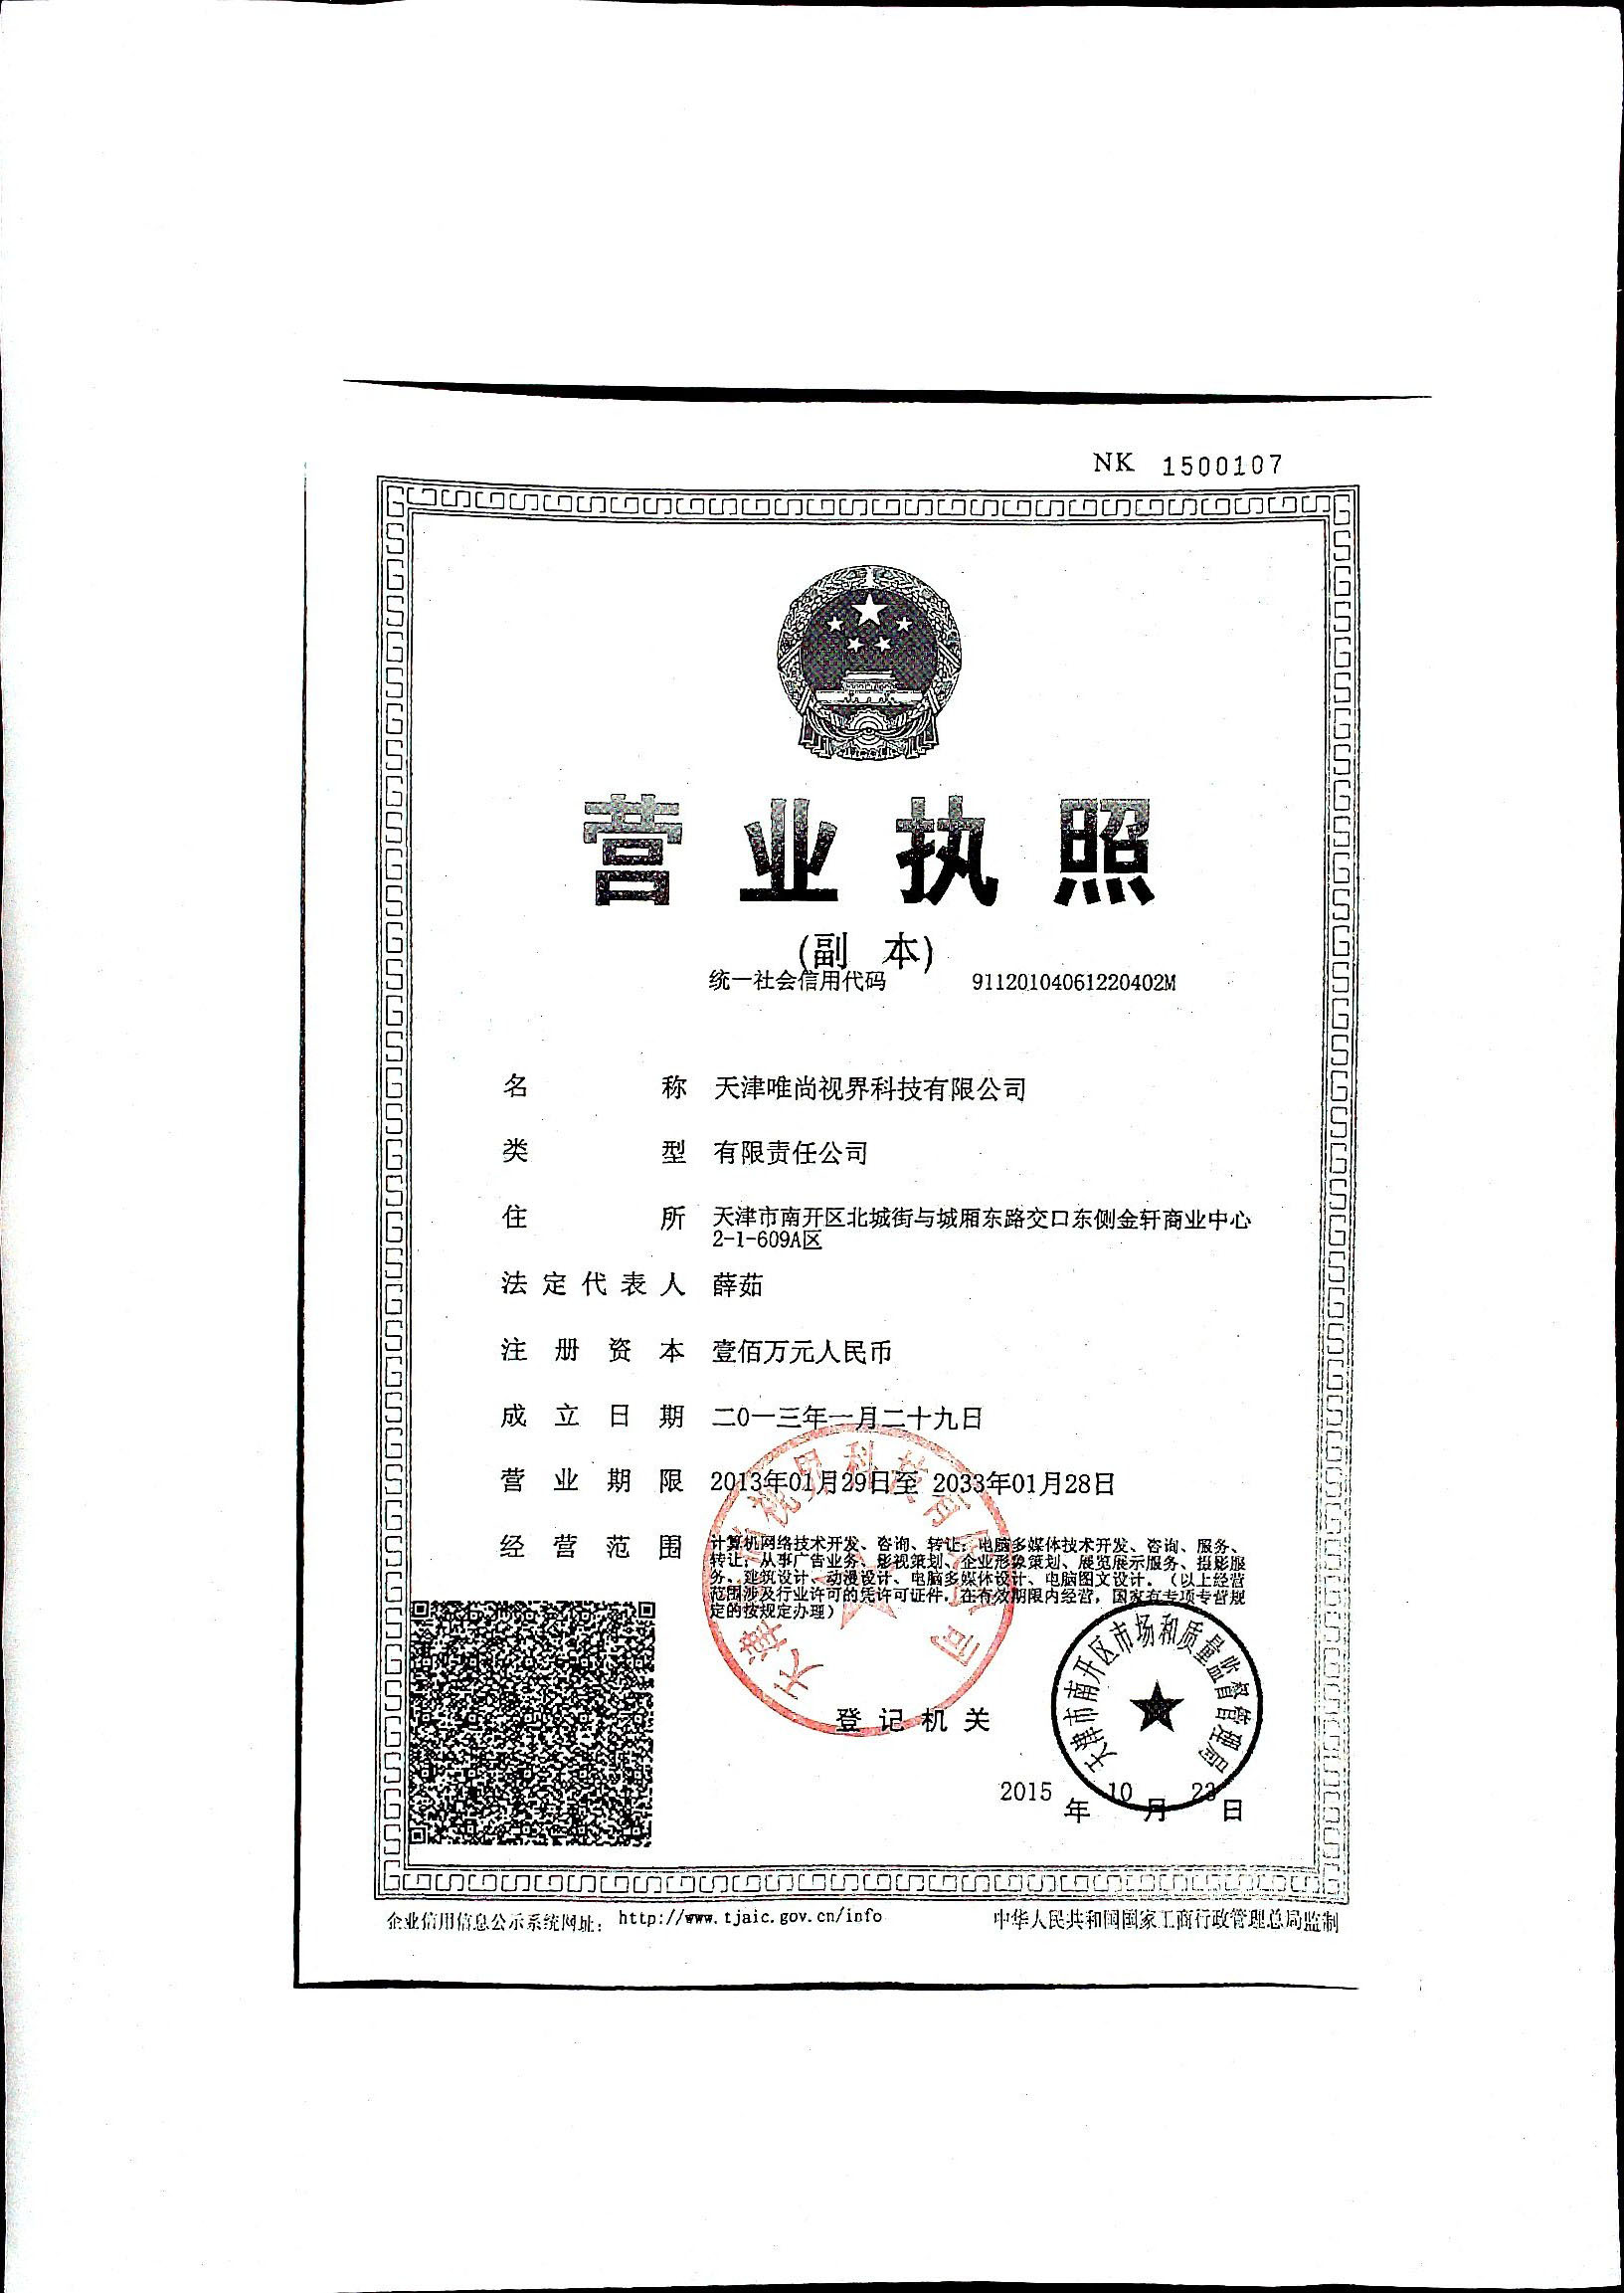 NK 1500107
营业执照
(副 本)
统一社会信用代码 91120104061220402M
名 称 天津唯尚视界科技有限公司
类 型 有限责任公司
住 所 天津市南开区北城街与城厢东路交口东侧金轩商业中心
2-1-609A区
法定代表人 薛茹
注册资本 壹佰万元人民币
成立日期 二0一三年一月二十九日
营业期限 2013年01月29日至 2033年01月28日
经营范围 计算机网络技术开发、咨询、转让；电脑多媒体技术开发、咨询、服务、
转让；从事广告业务、影视策划、企业形象策划、展览展示服务、摄影服
务、建筑设计、动漫设计、电脑多媒体设计、电脑图文设计。（以上经营
范围涉及行业许可的凭许可证件，在有效期限内经营，国家有专项专营规
定的按规定办理）
天津唯尚视界科技有限公司
登记机关
天津市南开区市场和质量监督管理局
2015 年 10 月 23 日
企业信用信息公示系统网址： http://www.tjaic.gov.cn/info
中华人民共和国国家工商行政管理总局监制